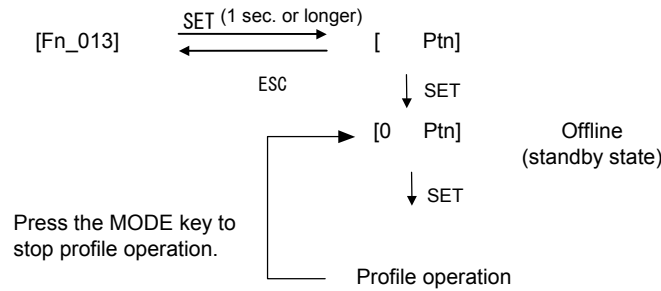 SET (1 sec. or longer)
[Fn_013]
[ Ptn]
ESC
SET
[0 Ptn]
Offline
(standby state)
SET
Press the MODE key to
stop profile operation.
Profile operation